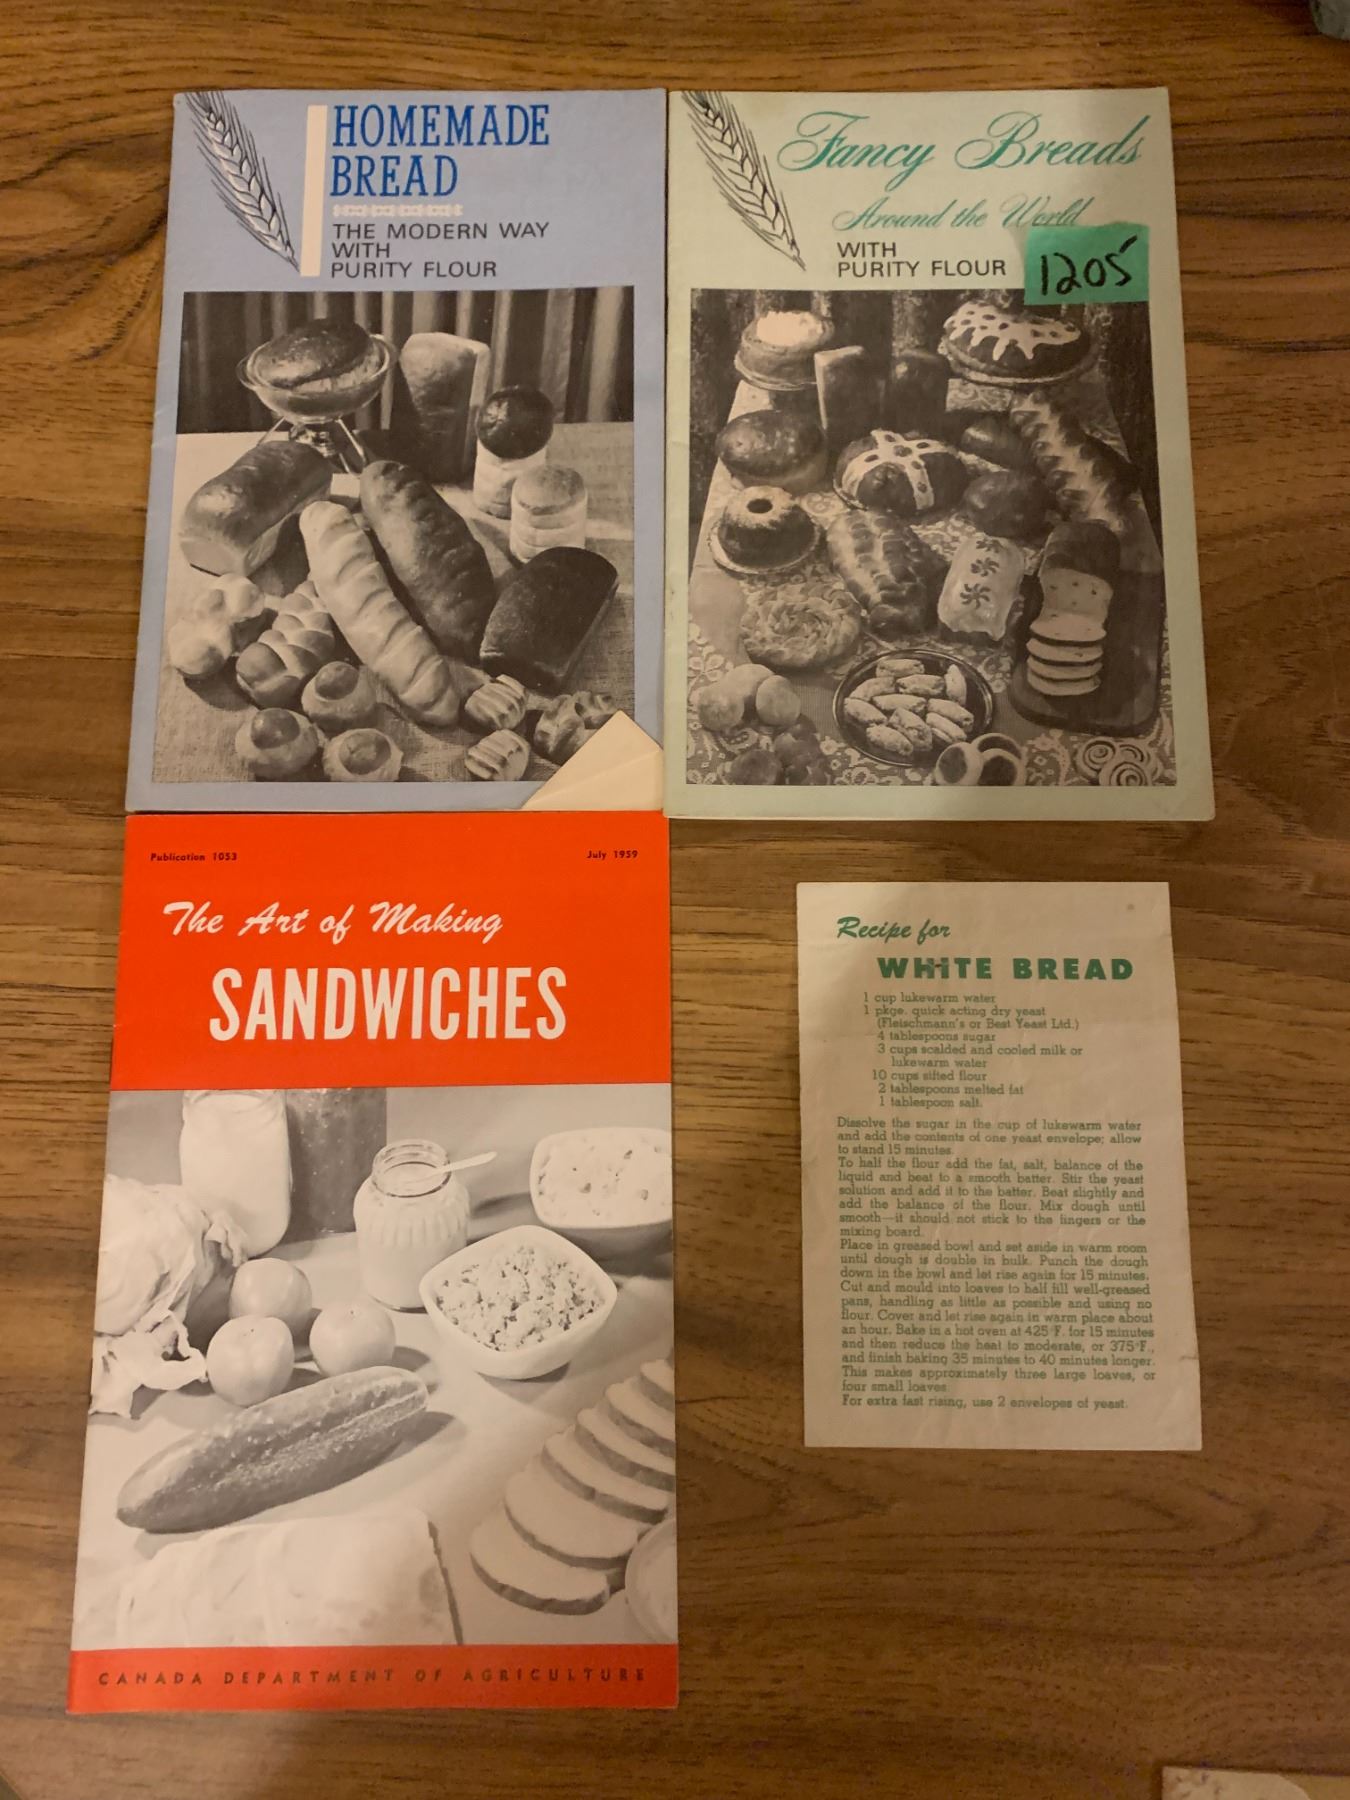 HOMEMADE
BREAD
THE MODERN WAY
WITH
PURITY FLOUR
Fancy Breads
Around the World
WITH
PURITY FLOUR
1205
Publication 1053
July 1959
The Art of Making
SANDWICHES
CANADA DEPARTMENT OF AGRICULTURE
Recipe for
WHITE BREAD
1 cup lukewarm water
1 pkge. quick acting dry yeast
(Fleischmann's or Best Yeast Ltd.)
4 tablespoons sugar
3 cups scalded and cooled milk or
lukewarm water
10 cups sifted flour
2 tablespoons melted fat
1 tablespoon salt.
Dissolve the sugar in the cup of lukewarm water
and add the contents of one yeast envelope; allow
to stand 15 minutes.
To half the flour add the fat, salt, balance of the
liquid and beat to a smooth batter. Stir the yeast
solution and add it to the batter. Beat slightly and
add the balance of the flour. Mix dough until
smooth—it should not stick to the fingers or the
mixing board.
Place in greased bowl and set aside in warm room
until dough is double in bulk. Punch the dough
down in the bowl and let rise again for 15 minutes.
Cut and mould into loaves to half fill well-greased
pans, handling as little as possible and using no
flour. Cover and let rise again in warm place about
an hour. Bake in a hot oven at 425°F. for 15 minutes
and then reduce the heat to moderate, or 375°F.,
and finish baking 35 minutes to 40 minutes longer.
This makes approximately three large loaves, or
four small loaves.
For extra fast rising, use 2 envelopes of yeast.